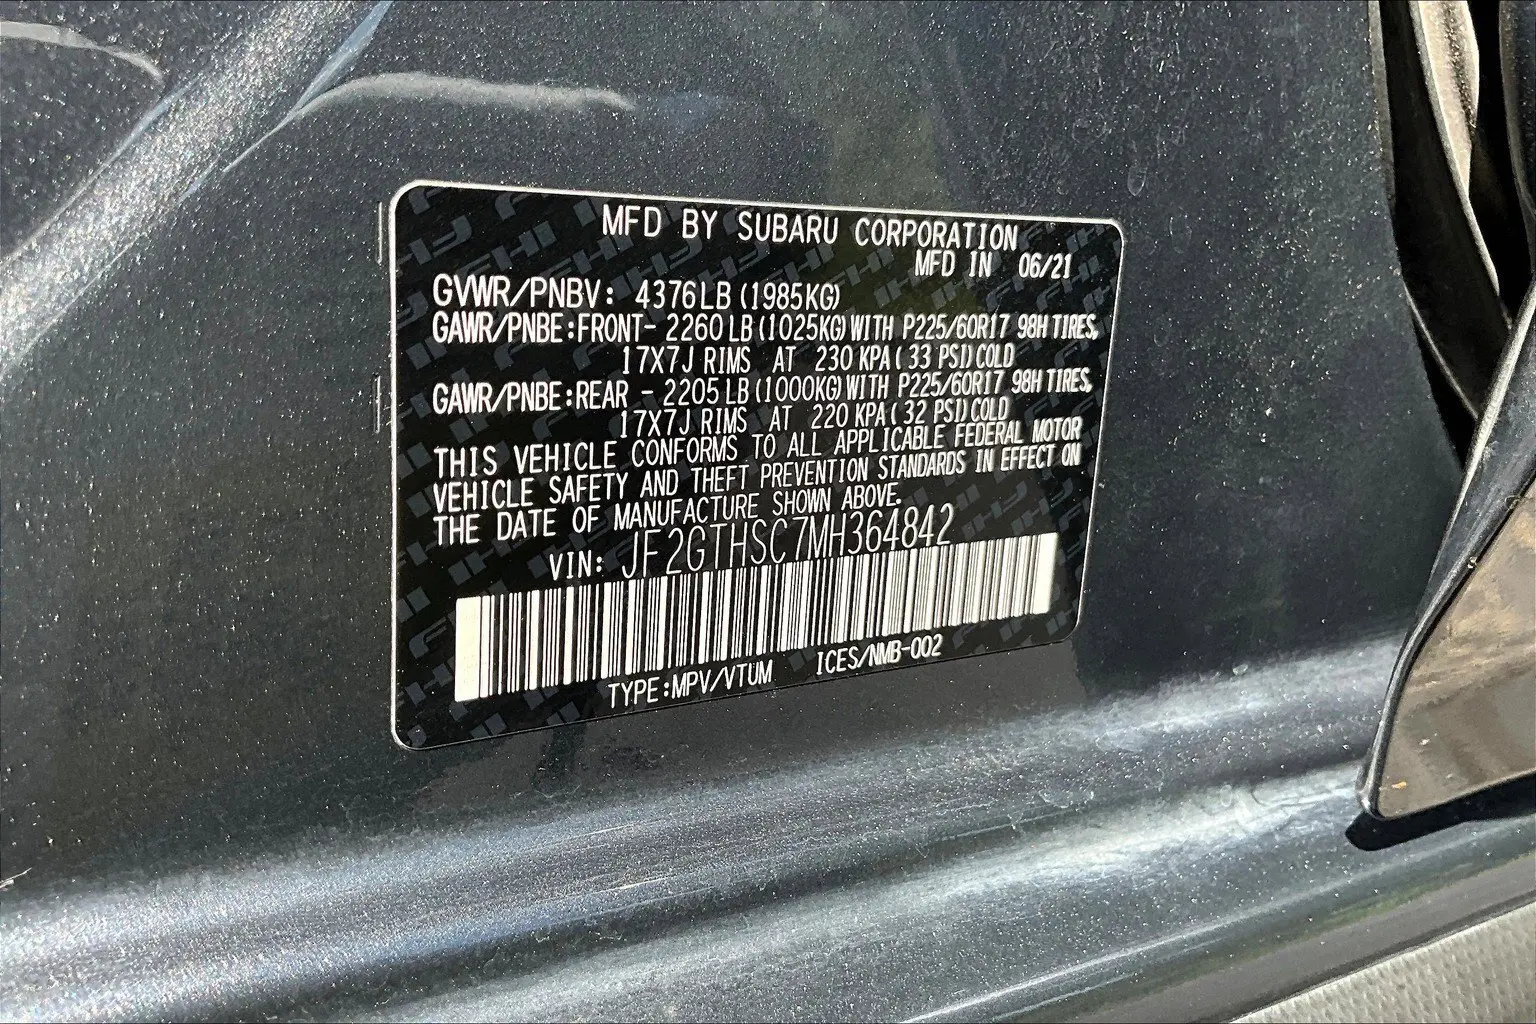 MFD BY SUBARU CORPORATION
MFD IN 06/21
GVWR/PNBV: 4376LB (1985KG)
GAWR/PNBE:FRONT- 2260 LB (1025KG) WITH P225/60R17 98H TIRES,
17X7J RIMS AT 230 KPA ( 33 PSI) COLD
GAWR/PNBE:REAR - 2205 LB (1000KG) WITH P225/60R17 98H TIRES,
17X7J RIMS AT 220 KPA ( 32 PSI) COLD
THIS VEHICLE CONFORMS TO ALL APPLICABLE FEDERAL MOTOR
VEHICLE SAFETY AND THEFT PREVENTION STANDARDS IN EFFECT ON
THE DATE OF MANUFACTURE SHOWN ABOVE.
VIN: JF2GTHSC7MH364842
TYPE:MPV/VTUM ICES/NMB-002